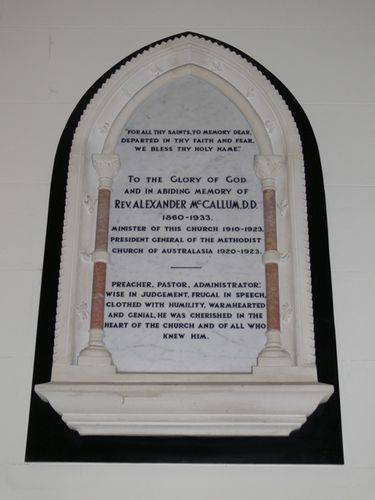 "FOR ALL THY SAINTS, TO MEMORY DEAR,
DEPARTED IN THY FAITH AND FEAR,
WE BLESS THY HOLY NAME."
TO THE GLORY OF GOD
AND IN ABIDING MEMORY OF
REV. ALEXANDER McCALLUM, D.D.
1860-1933.
MINISTER OF THIS CHURCH 1910-1923.
PRESIDENT GENERAL OF THE METHODIST
CHURCH OF AUSTRALASIA 1920-1923.
PREACHER, PASTOR, ADMINISTRATOR:
WISE IN JUDGEMENT, FRUGAL IN SPEECH,
CLOTHED WITH HUMILITY, WARMHEARTED
AND GENIAL, HE WAS CHERISHED IN THE
HEART OF THE CHURCH AND OF ALL WHO
KNEW HIM.